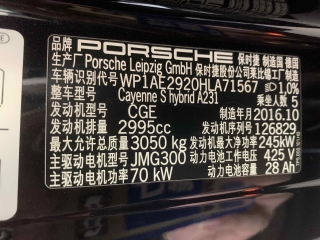 品牌 PORSCHE 保时捷 制造国 德国
生产厂 Porsche Leipzig GmbH 保时捷股份公司莱比锡工厂制造
车辆识别代号 WP1AE2920HLA71567 1.0%
整车型号 Cayenne S hybrid A231 乘坐人数 5
发动机型号 CGE 制造年月 2016.10
发动机排量 2995cc 发动机号 126829
最大允许总质量 3050 kg 发动机最大净功率 245kW
主驱动电机型号 JMG300 动力电池工作电压 425 V
主驱动电机功率 70 kW 动力电池容量 28 Ah